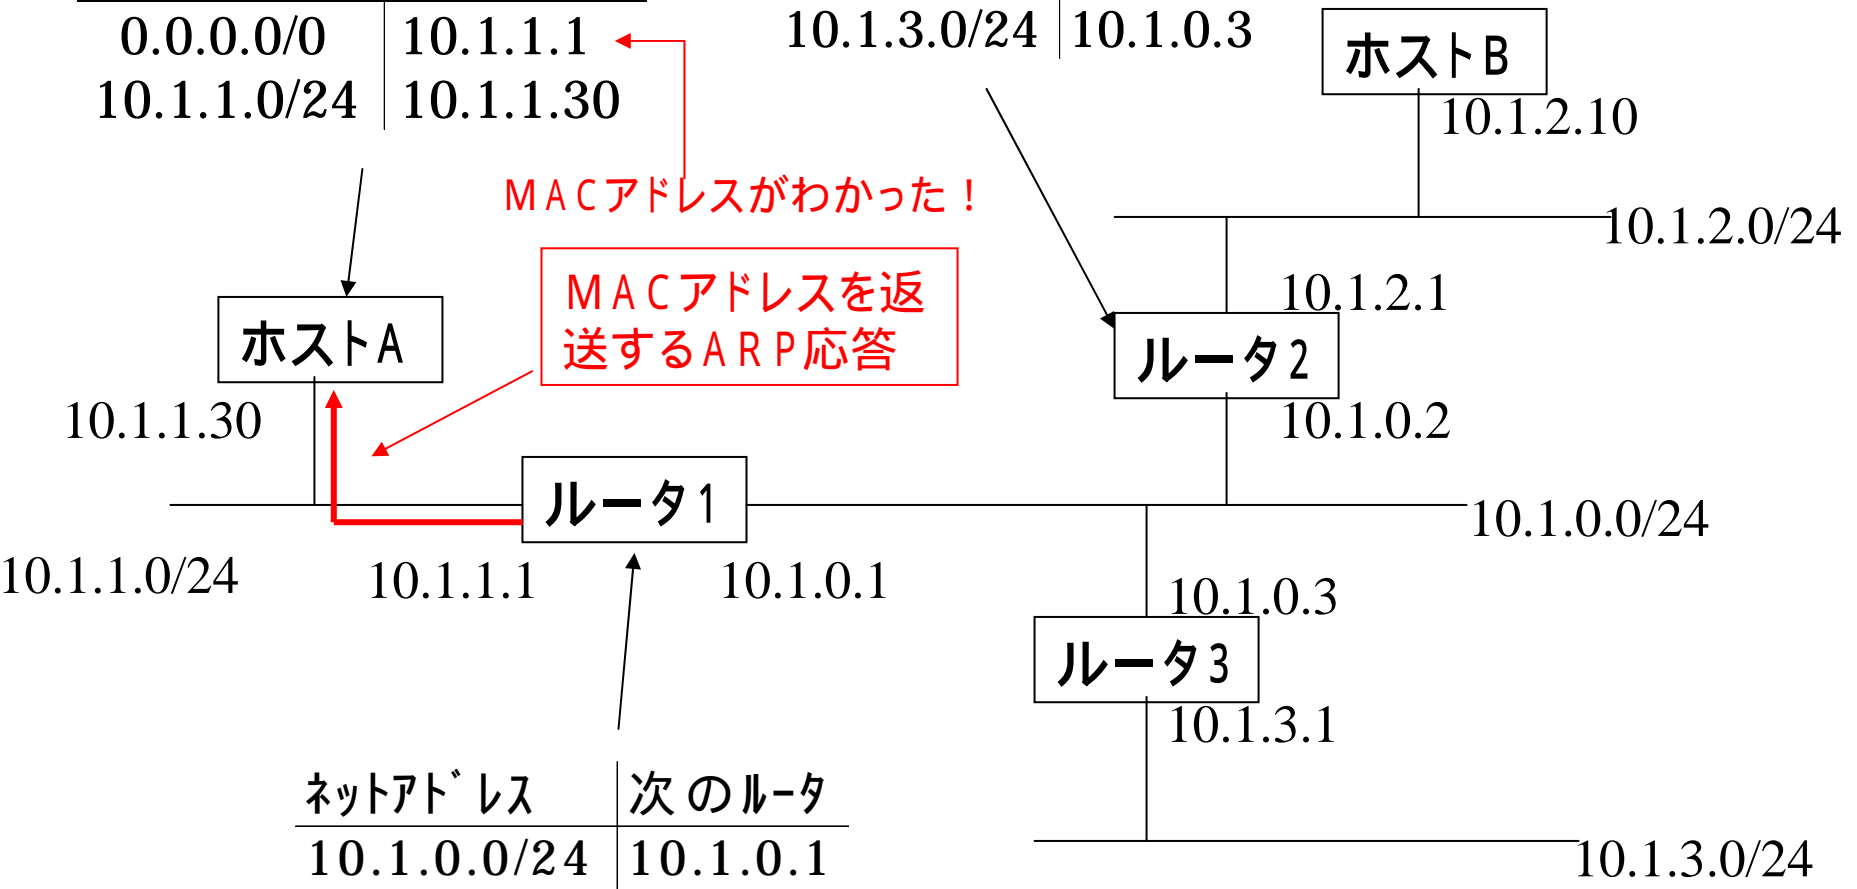 0.0.0.0/0 10.1.1.1
10.1.1.0/24 10.1.1.30
10.1.3.0/24 10.1.0.3
ホストB
10.1.2.10
MACアドレスがわかった！
10.1.2.0/24
MACアドレスを返
送するARP応答
10.1.2.1
ホストA
ルータ2
10.1.1.30
10.1.0.2
ルータ1
10.1.0.0/24
10.1.1.0/24
10.1.1.1
10.1.0.1
10.1.0.3
ルータ3
10.1.3.1
ネットアドレス 次のルータ
10.1.0.0/24 10.1.0.1
10.1.3.0/24